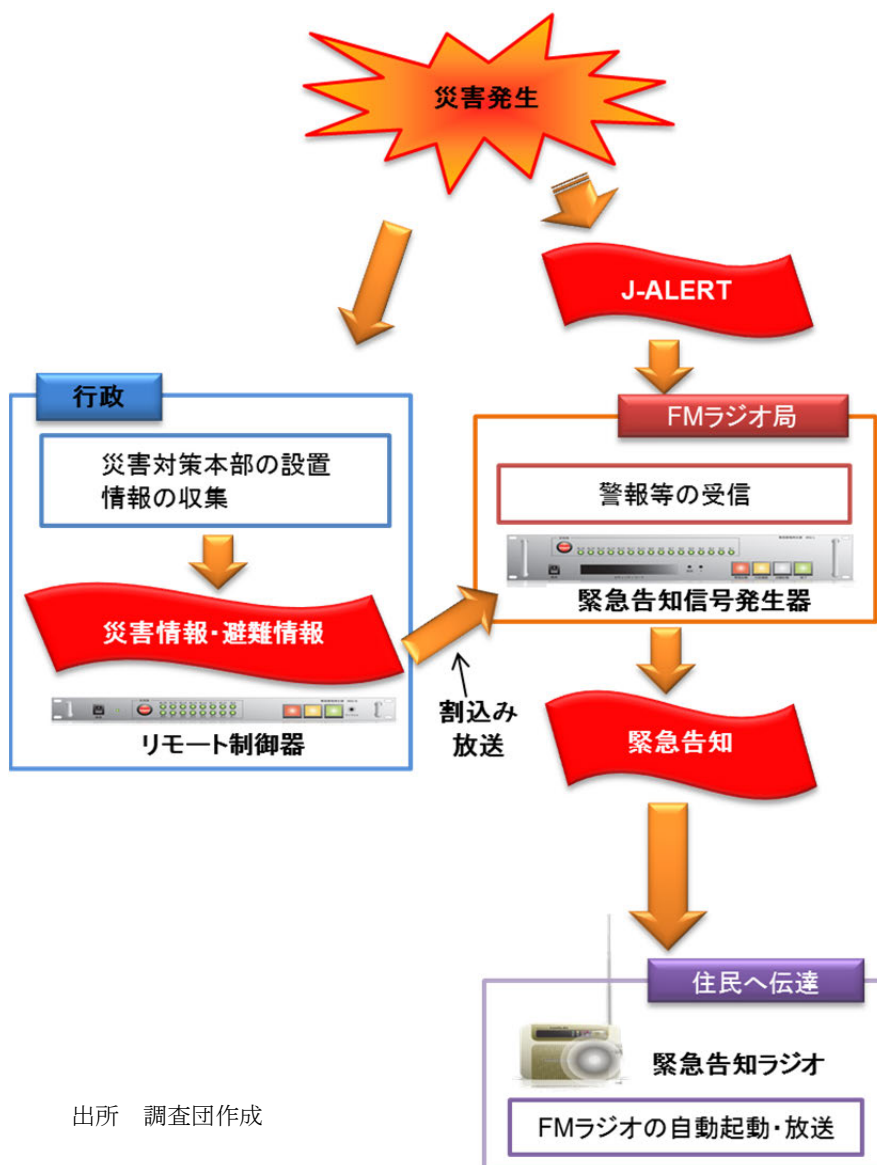 災害発生
J-ALERT
行政
災害対策本部の設置
情報の収集
災害情報・避難情報
リモート制御器
割込み
放送
FMラジオ局
警報等の受信
緊急告知信号発生器
緊急告知
住民へ伝達
緊急告知ラジオ
FMラジオの自動起動・放送
出所　調査団作成